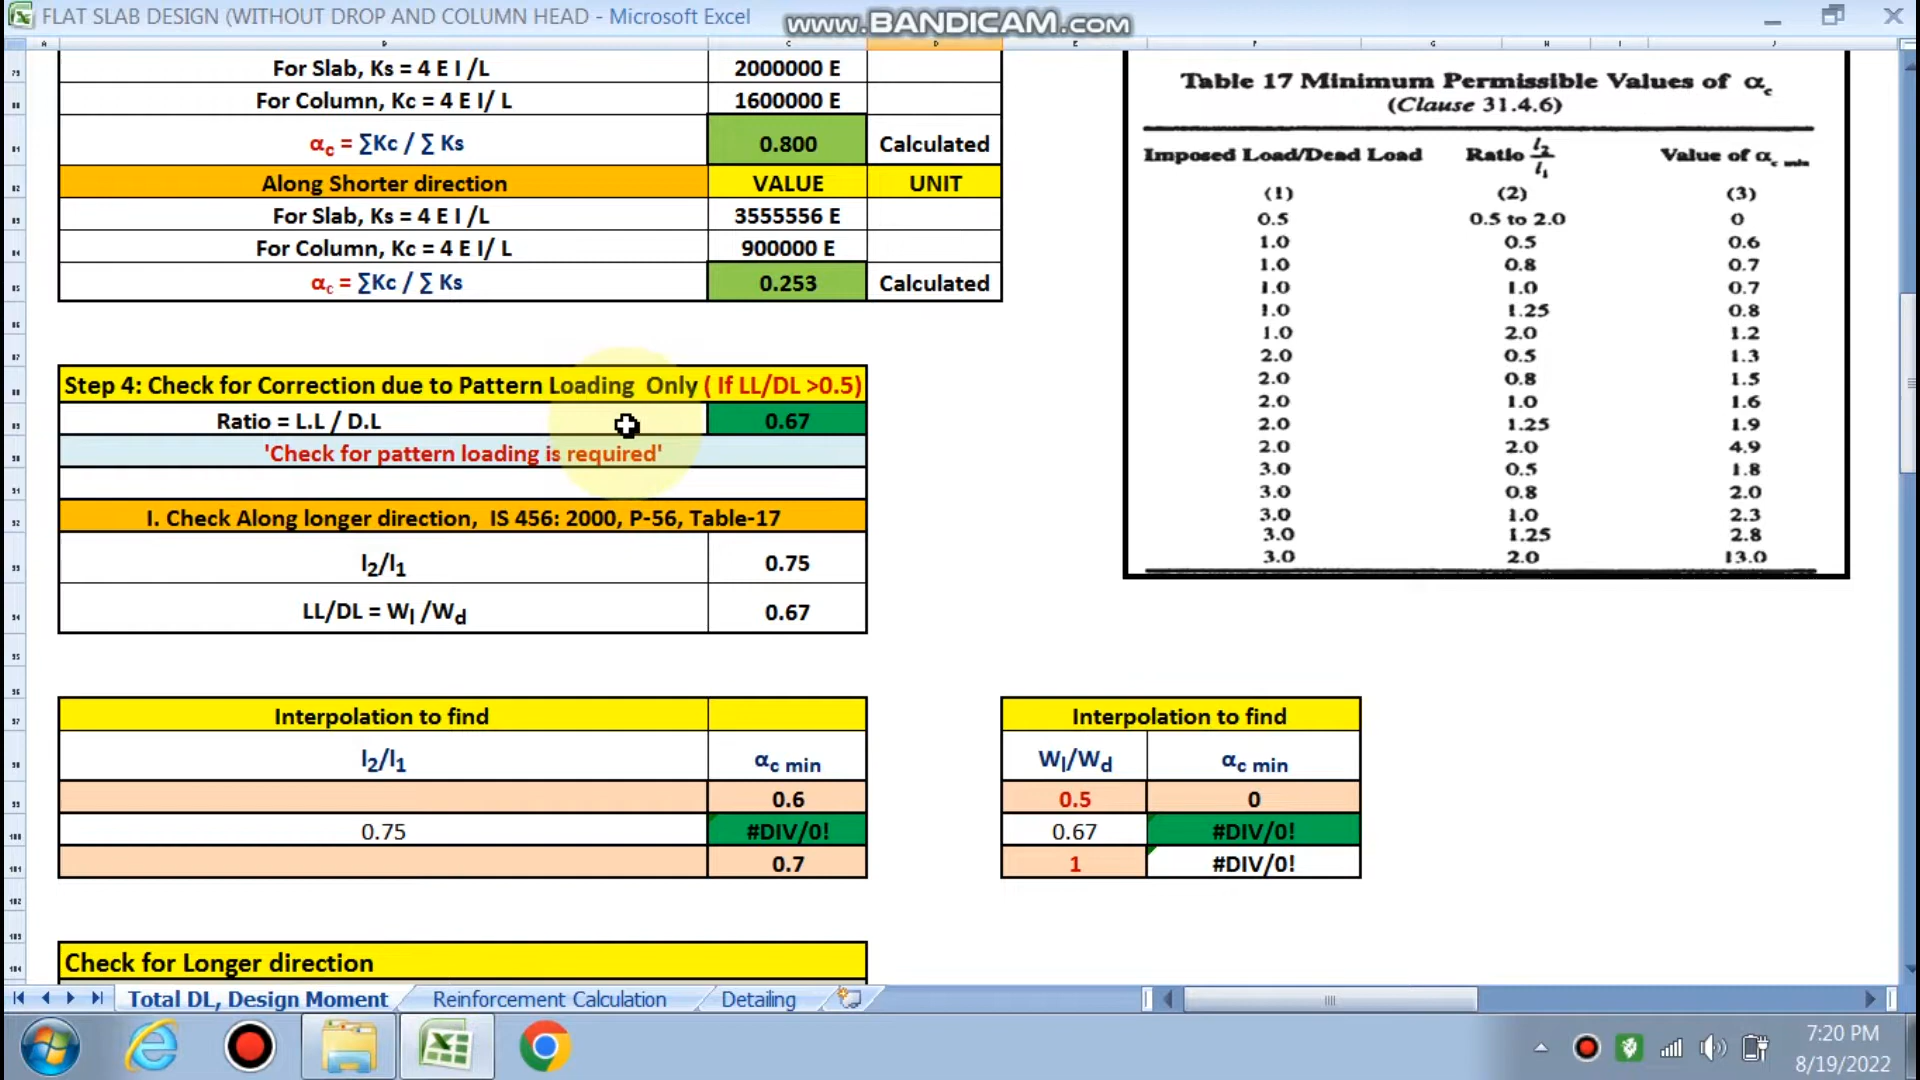 FLAT SLAB DESIGN (WITHOUT DROP AND COLUMN HEAD - Microsoft Excel
www.BANDICAM.com
For Slab, Ks = 4 E I /L 2000000 E
For Column, Kc = 4 E I/ L 1600000 E
αc = ∑Kc / ∑ Ks 0.800 Calculated
Along Shorter direction VALUE UNIT
For Slab, Ks = 4 E I /L 3555556 E
For Column, Kc = 4 E I/ L 900000 E
αc = ∑Kc / ∑ Ks 0.253 Calculated
Table 17 Minimum Permissible Values of αc
(Clause 31.4.6)
Imposed Load/Dead Load Ratio l2/l1 Value of αc min
(1) (2) (3)
0.5 0.5 to 2.0 0
1.0 0.5 0.6
1.0 0.8 0.7
1.0 1.0 0.7
1.0 1.25 0.8
1.0 2.0 1.2
2.0 0.5 1.3
2.0 0.8 1.5
2.0 1.0 1.6
2.0 1.25 1.9
2.0 2.0 4.9
3.0 0.5 1.8
3.0 0.8 2.0
3.0 1.0 2.3
3.0 1.25 2.8
3.0 2.0 13.0
Step 4: Check for Correction due to Pattern Loading Only ( If LL/DL >0.5)
Ratio = L.L / D.L 0.67
'Check for pattern loading is required'
I. Check Along longer direction, IS 456: 2000, P-56, Table-17
l2/l1 0.75
LL/DL = Wl /Wd 0.67
Interpolation to find
l2/l1 αc min
0.6
0.75 #DIV/0!
0.7
Interpolation to find
Wl/Wd αc min
0.5 0
0.67 #DIV/0!
1 #DIV/0!
Check for Longer direction
Total DL, Design Moment Reinforcement Calculation Detailing
7:20 PM
8/19/2022